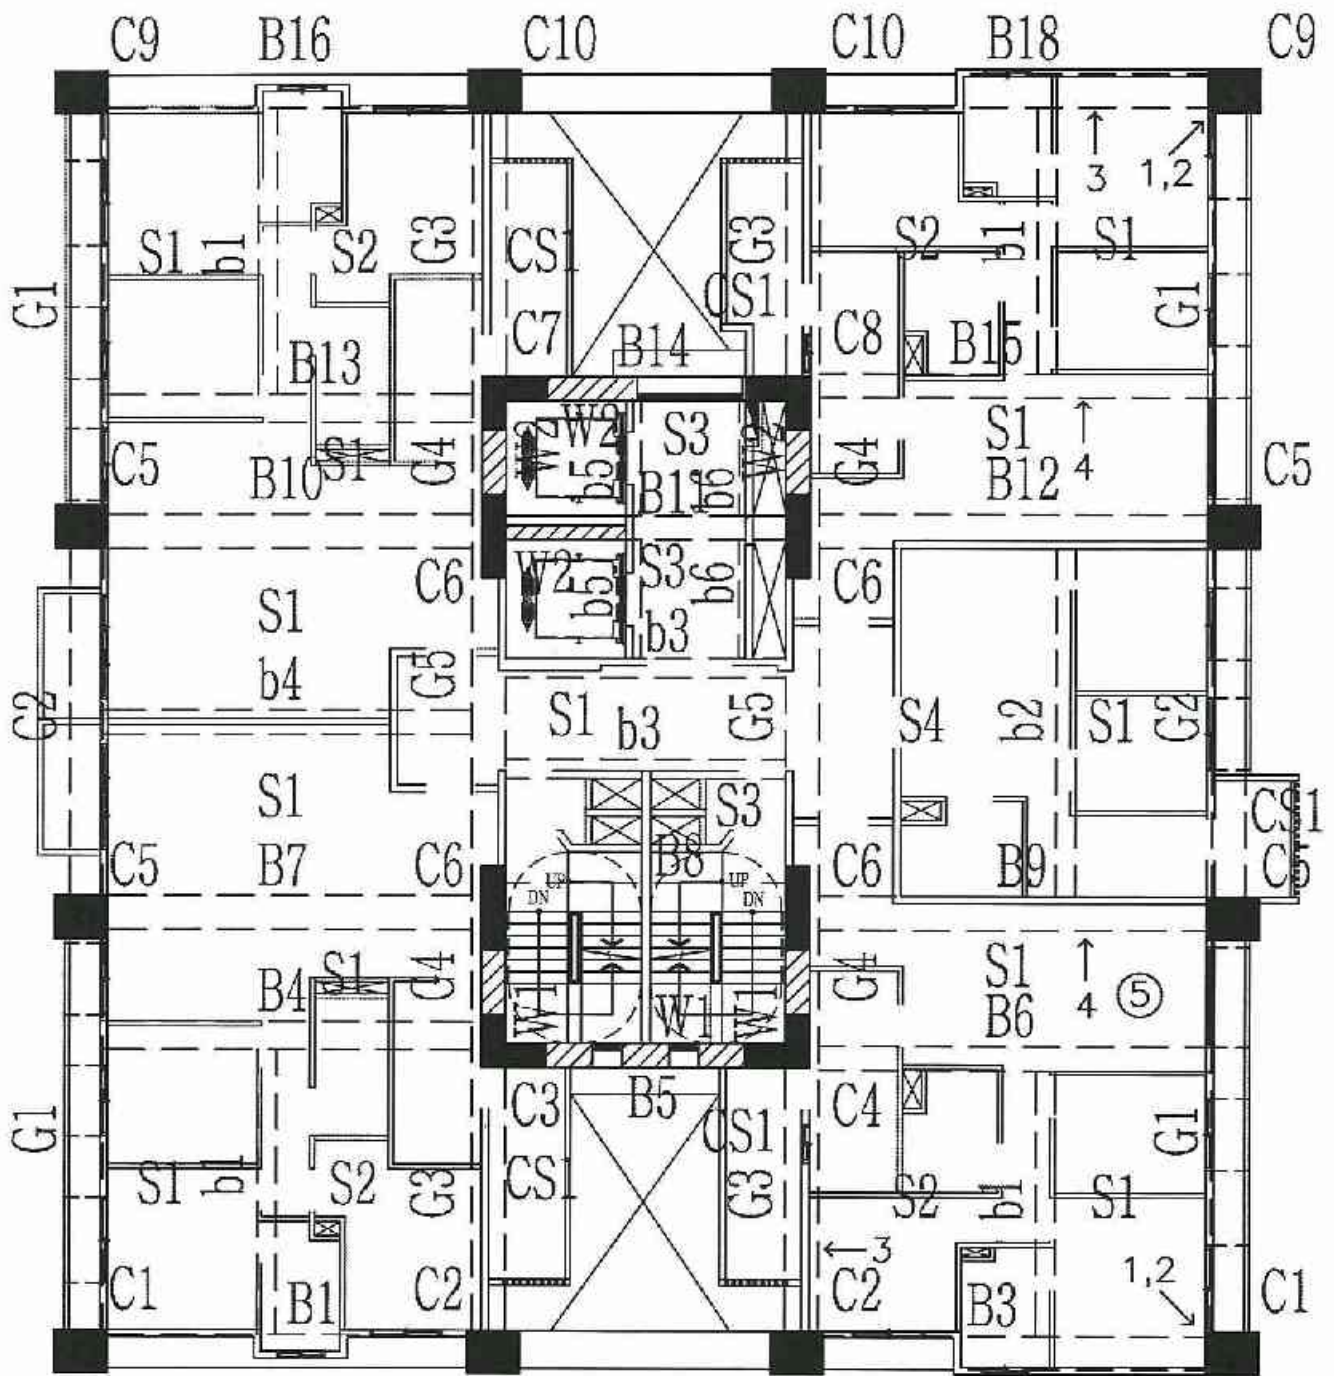 C9 B16 C10 C10 B18 C9
3 1,2
S1 b1 S2 G3 CS1 G3 CS1 S2 b1 S1
G1 C7 B14 C8 B15 G1
B13
C5 B10 S1 G4 W2 W2 b5 S3 B11 b6 W2 G4 S1 B12 4 C5
S1 C6 W2 b5 S3 b6 C6
b4 G5 b3
G2 S1 b3 G5 S4 b2 S1 G2
S1 S3 CS1
C5 B7 C6 B8 C6 B9 C5
UP UP
DN DN
B4 S1 G4 W1 W1 W1 G4 S1 B6 4 ⑤
G1 C3 B5 CS1 C4 G1
S1 b1 S2 G3 CS1 G3 S2 b1 S1
3 1,2
C1 B1 C2 C2 B3 C1